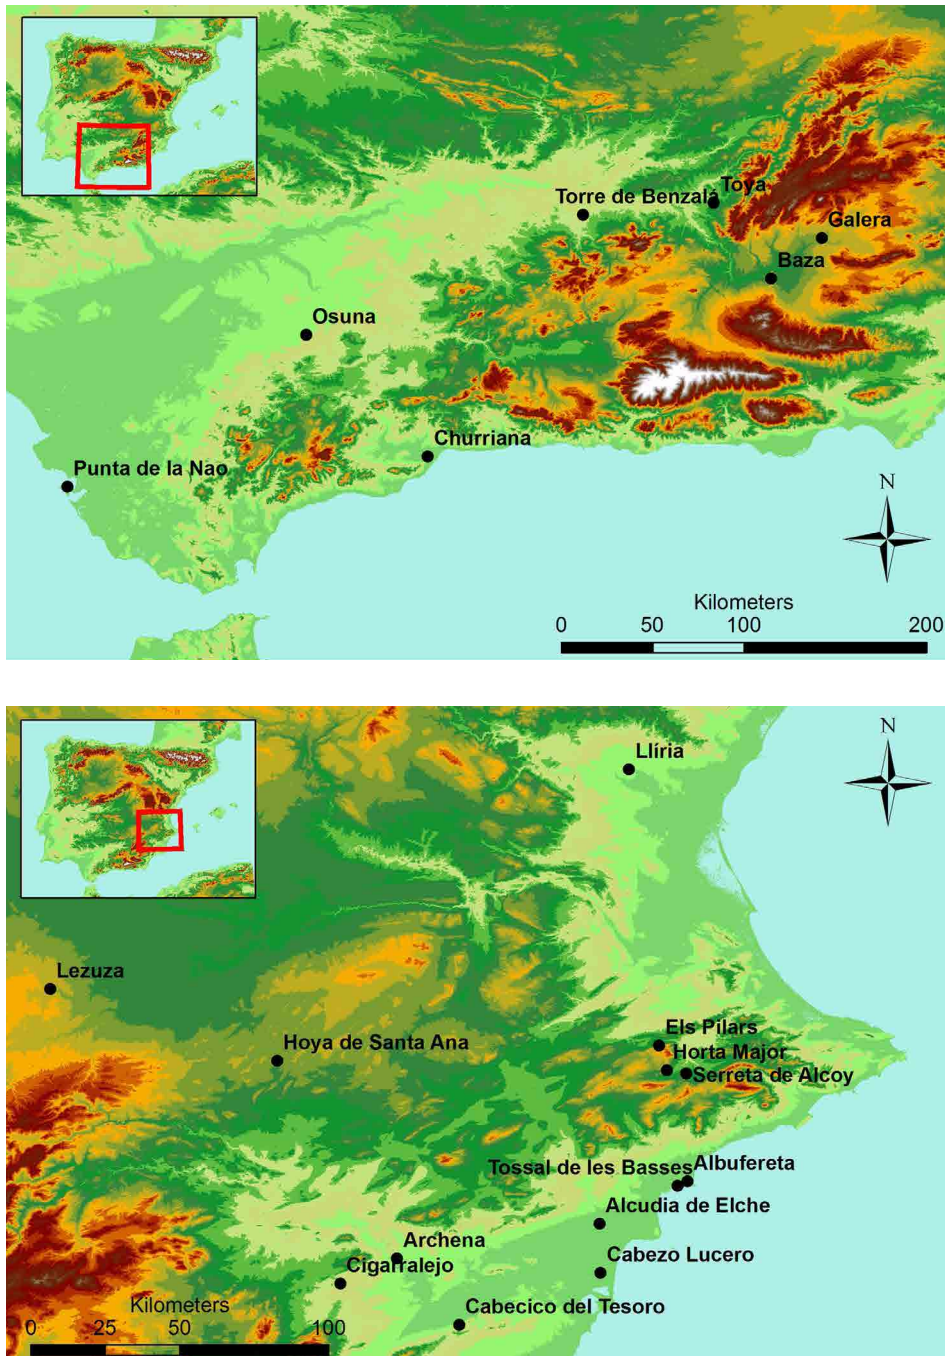 Toya
Torre de Benzalá
Galera
Baza
Osuna
Churriana
Punta de la Nao
N
Kilometers
0 50 100 200
N
Llíria
Lezuza
Els Pilars
Hoya de Santa Ana
Horta Major
Serreta de Alcoy
Tossal de les Basses
Albufereta
Alcudia de Elche
Archena
Cabezo Lucero
Cigarralejo
Kilometers
Cabecico del Tesoro
0 25 50 100